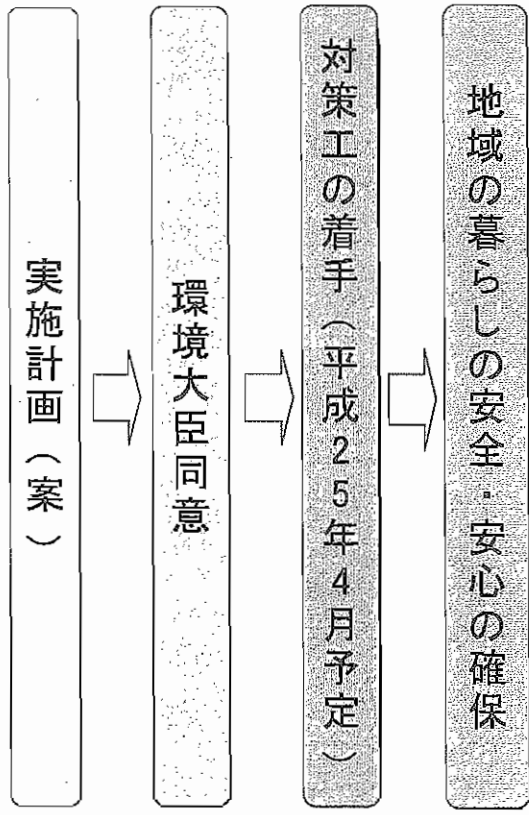 実施計画（案）
環境大臣同意
対策工の着手（平成25年4月予定）
地域の暮らしの安全・安心の確保